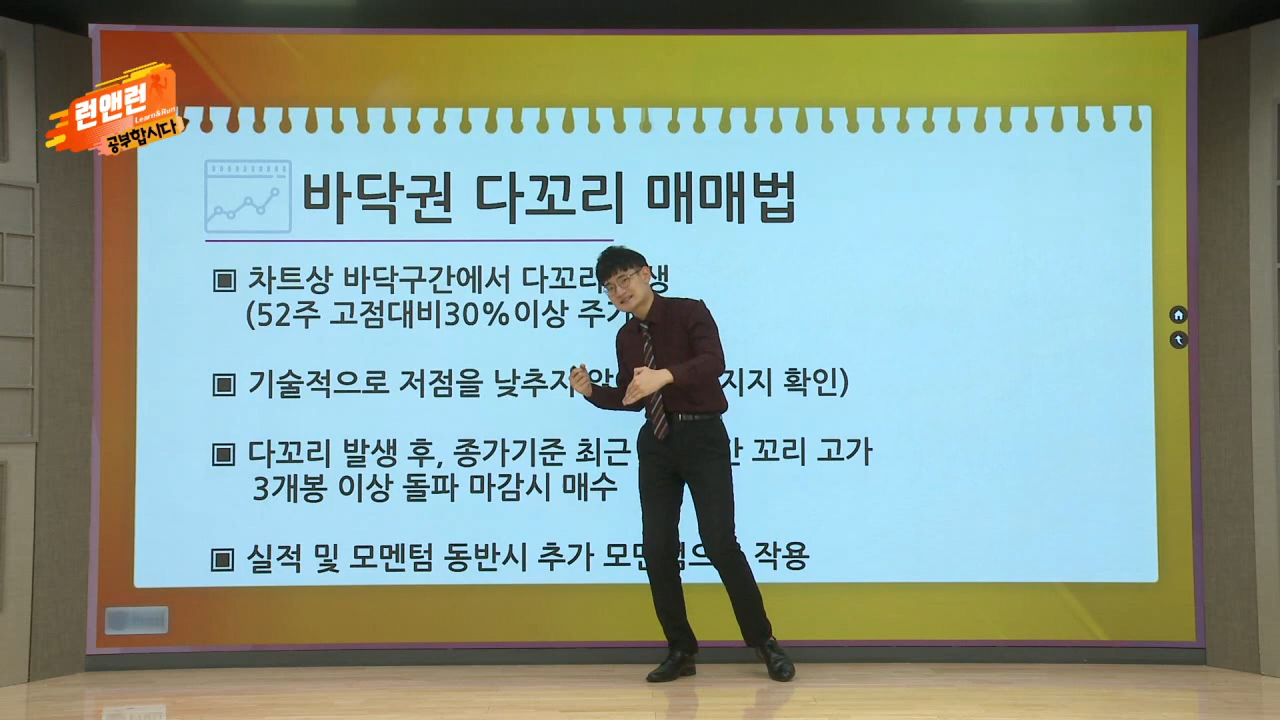 런앤런
Learn&Run
공부합시다
바닥권 다꼬리 매매법
▣ 차트상 바닥구간에서 다꼬리 생
(52주 고점대비30%이상 주가
▣ 기술적으로 저점을 낮추지 지지 확인)
▣ 다꼬리 발생 후, 종가기준 최근 꼬리 고가
3개봉 이상 돌파 마감시 매수
▣ 실적 및 모멘텀 동반시 추가 작용